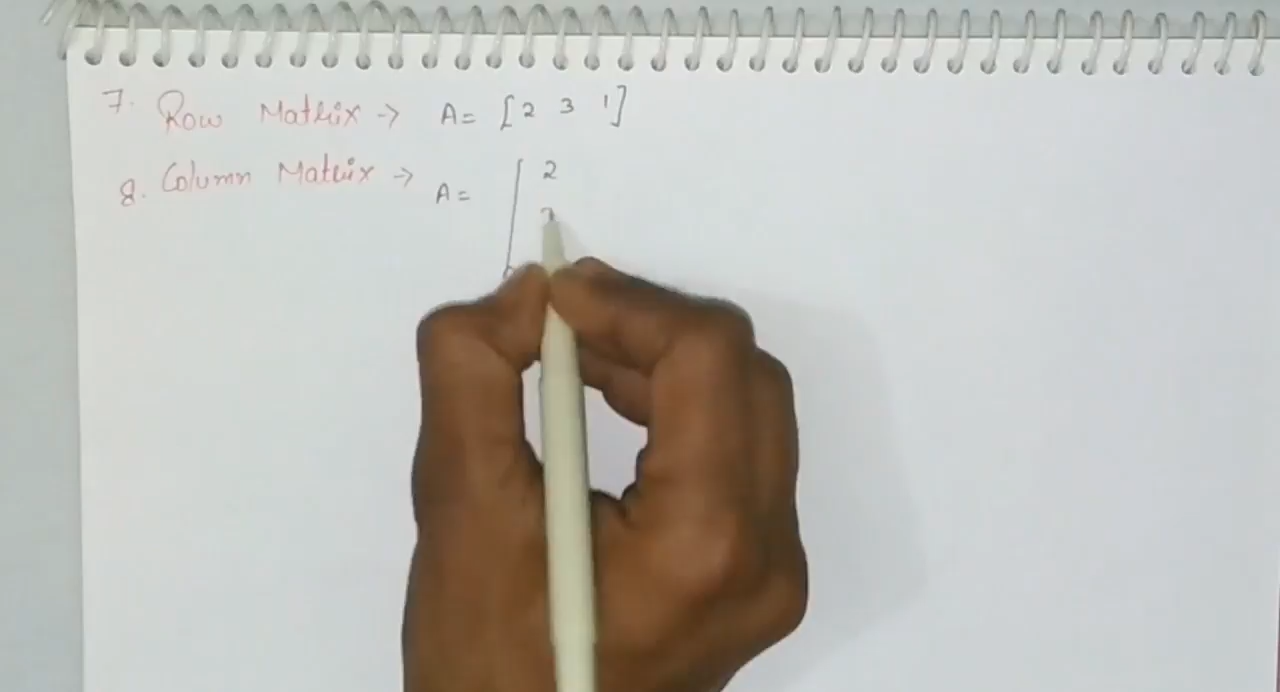 7. Row Matrix -> A= [2 3 1]
8. Column Matrix -> A= [ 2